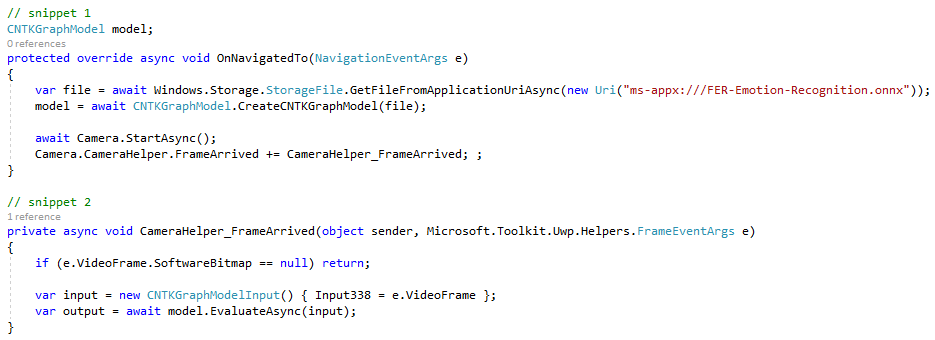 // snippet 1
CNTKGraphModel model;
0 references
protected override async void OnNavigatedTo(NavigationEventArgs e)
{
var file = await Windows.Storage.StorageFile.GetFileFromApplicationUriAsync(new Uri("ms-appx:///FER-Emotion-Recognition.onnx"));
model = await CNTKGraphModel.CreateCNTKGraphModel(file);
await Camera.StartAsync();
Camera.CameraHelper.FrameArrived += CameraHelper_FrameArrived; ;
}
// snippet 2
1 reference
private async void CameraHelper_FrameArrived(object sender, Microsoft.Toolkit.Uwp.Helpers.FrameEventArgs e)
{
if (e.VideoFrame.SoftwareBitmap == null) return;
var input = new CNTKGraphModelInput() { Input338 = e.VideoFrame };
var output = await model.EvaluateAsync(input);
}